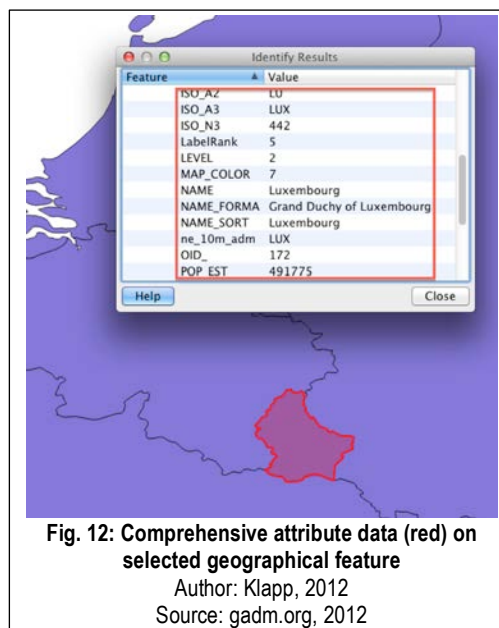 Identify Results
Feature Value
ISO_A2 LU
ISO_A3 LUX
ISO_N3 442
LabelRank 5
LEVEL 2
MAP_COLOR 7
NAME Luxembourg
NAME_FORMA Grand Duchy of Luxembourg
NAME_SORT Luxembourg
ne_10m_adm LUX
OID_ 172
POP_EST 491775
Help Close
Fig. 12: Comprehensive attribute data (red) on
selected geographical feature
Author: Klapp, 2012
Source: gadm.org, 2012